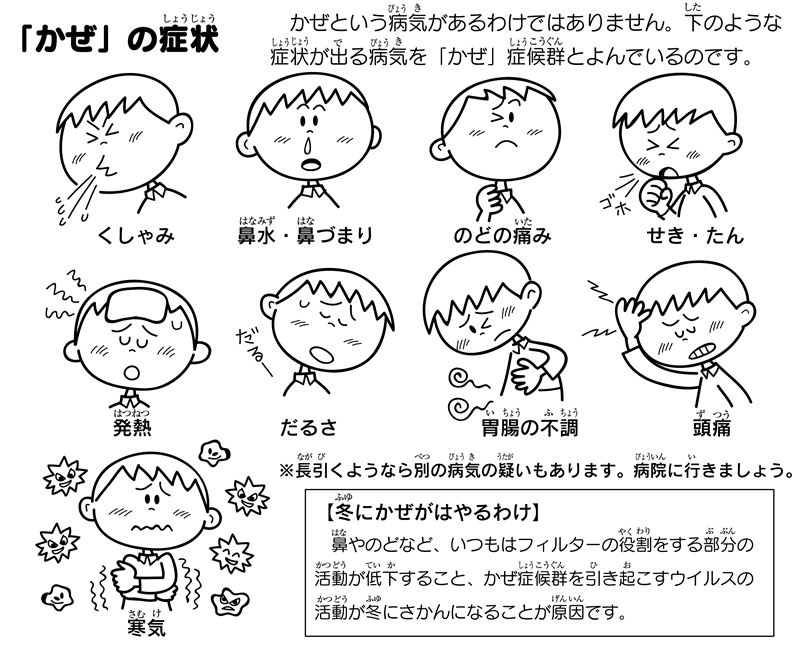 「かぜ」の症状
かぜという病気があるわけではありません。下のような
症状が出る病気を「かぜ」症候群とよんでいるのです。
ゴホ
くしゃみ
鼻水・鼻づまり
のどの痛み
せき・たん
だるー
発熱
だるさ
胃腸の不調
頭痛
※長引くようなら別の病気の疑いもあります。病院に行きましょう。
【冬にかぜがはやるわけ】
鼻やのどなど、いつもはフィルターの役割をする部分の
活動が低下すること、かぜ症候群を引き起こすウイルスの
活動が冬にさかんになることが原因です。
寒気